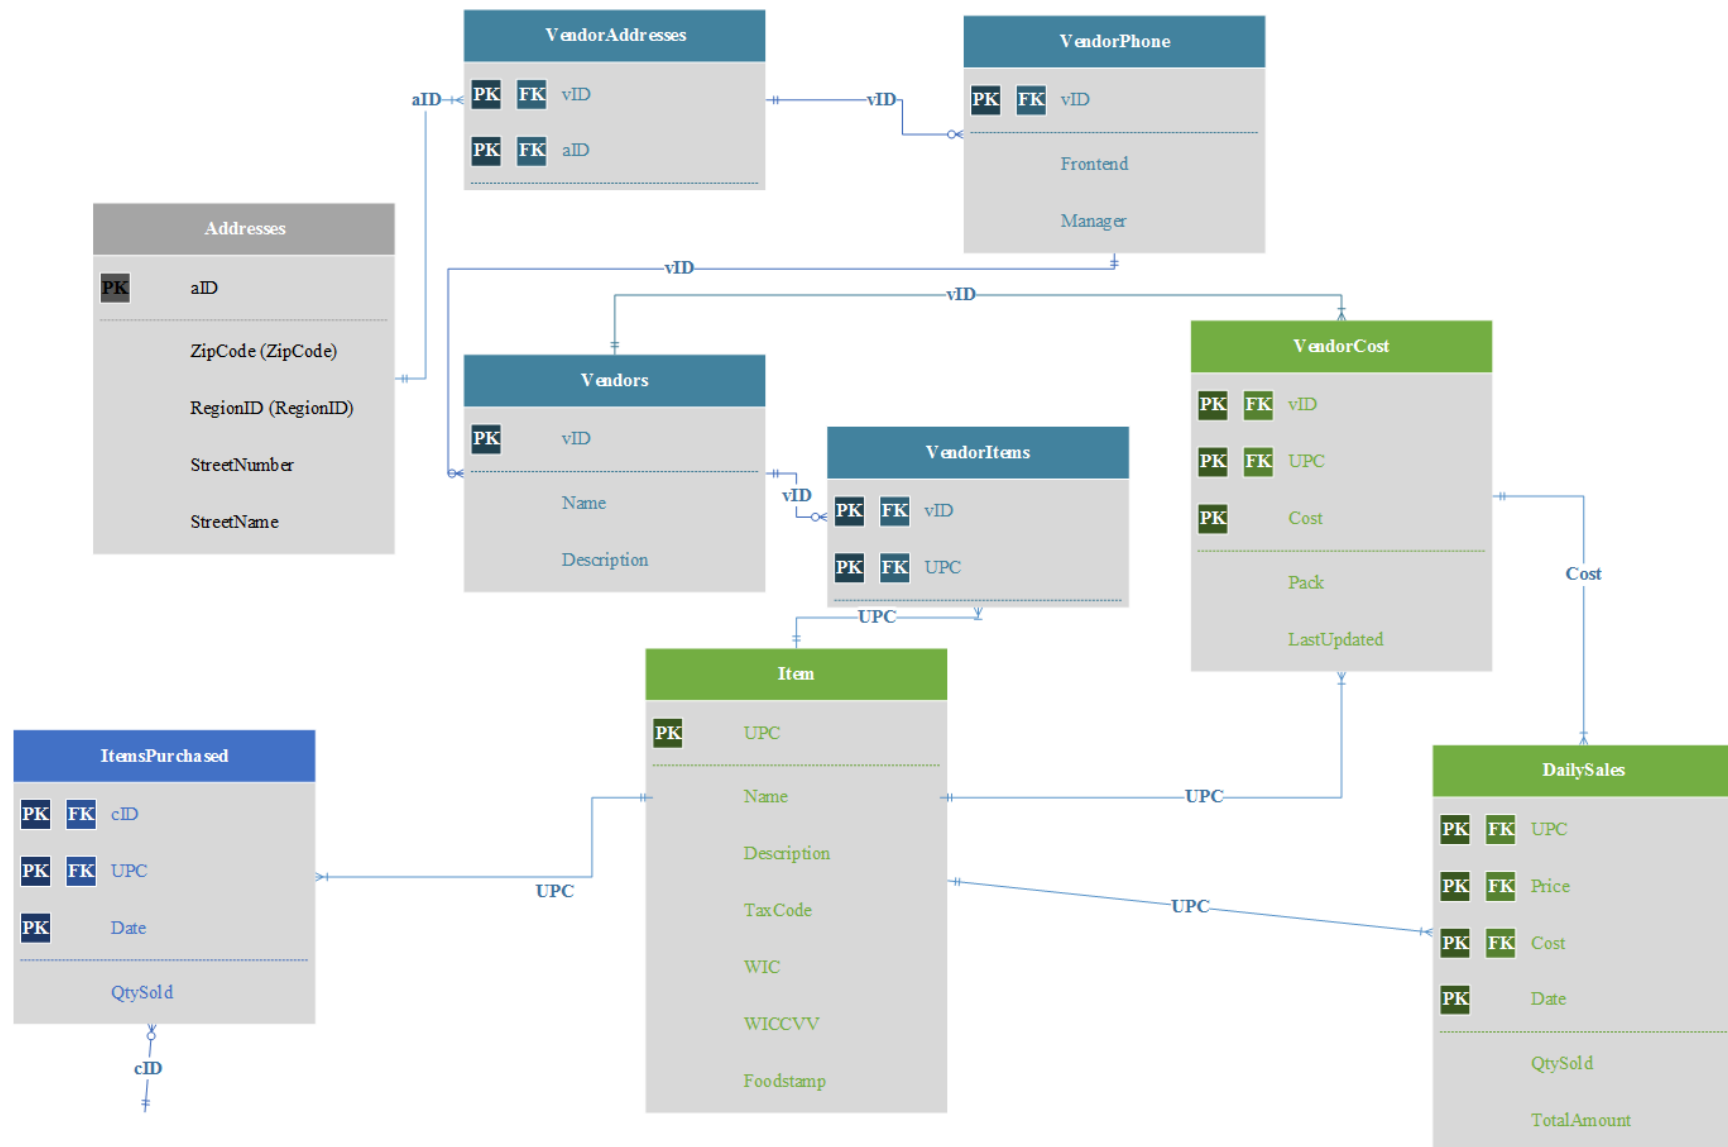 VendorAddresses
PK FK vID
PK FK aID
VendorPhone
PK FK vID
Frontend
Manager
aID
vID
Addresses
PK aID
ZipCode (ZipCode)
RegionID (RegionID)
StreetNumber
StreetName
vID
vID
Vendors
PK vID
Name
Description
vID
VendorItems
PK FK vID
PK FK UPC
VendorCost
PK FK vID
PK FK UPC
PK Cost
Pack
LastUpdated
Cost
UPC
Item
PK UPC
Name
Description
TaxCode
WIC
WICCVV
Foodstamp
ItemsPurchased
PK FK cID
PK FK UPC
PK Date
QtySold
UPC
cID
UPC
UPC
DailySales
PK FK UPC
PK FK Price
PK FK Cost
PK Date
QtySold
TotalAmount